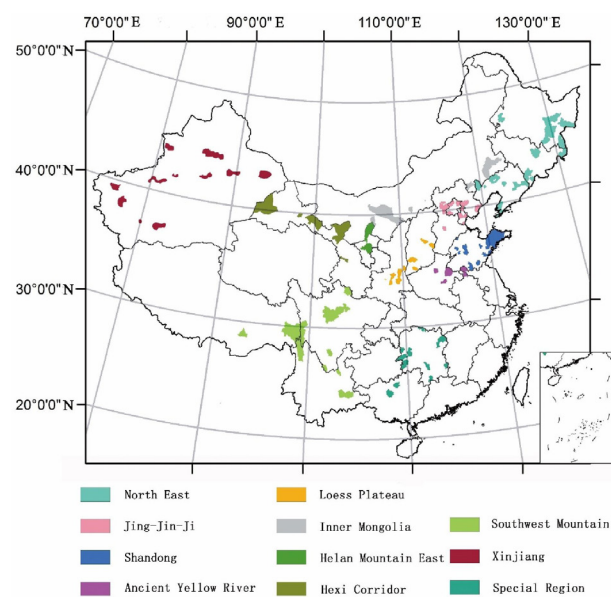 70°0'0"E 90°0'0"E 110°0'0"E 130°0'0"E
50°0'0"N
40°0'0"N
30°0'0"N
20°0'0"N
North East
Loess Plateau
Jing-Jin-Ji
Inner Mongolia
Southwest Mountain
Shandong
Helan Mountain East
Xinjiang
Ancient Yellow River
Hexi Corridor
Special Region